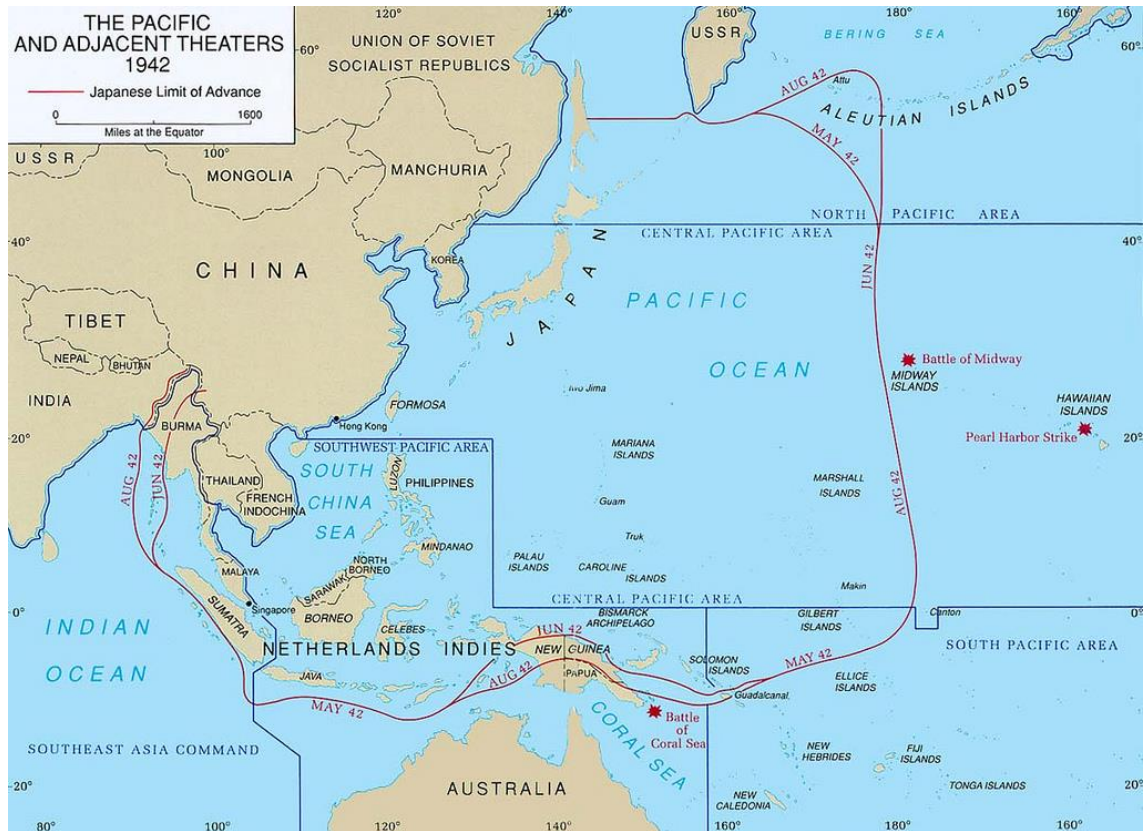 THE PACIFIC
AND ADJACENT THEATERS
1942
Japanese Limit of Advance
0 1600
Miles at the Equator
120°
140°
160°
180°
160°
60°
60°
UNION OF SOVIET
SOCIALIST REPUBLICS
USSR
BERING SEA
AUG 42
Attu
ALEUTIAN ISLANDS
MAY 42
USSR
100°
MONGOLIA
MANCHURIA
NORTH PACIFIC AREA
CENTRAL PACIFIC AREA
40°
40°
KOREA
JAPAN
JUN 42
CHINA
PACIFIC
OCEAN
TIBET
NEPAL
BHUTAN
INDIA
BURMA
Battle of Midway
MIDWAY
ISLANDS
Iwo Jima
HAWAIIAN
ISLANDS
FORMOSA
Hong Kong
20°
20°
Pearl Harbor Strike
SOUTHWEST PACIFIC AREA
MARIANA
ISLANDS
AUG 42
JUN 42
SOUTH
CHINA
SEA
LUZON
PHILIPPINES
THAILAND
FRENCH
INDOCHINA
MARSHALL
ISLANDS
AUG 42
Guam
Truk
MINDANAO
PALAU
ISLANDS
CAROLINE
ISLANDS
NORTH
BORNEO
MALAYA
SARAWAK
Makin
Singapore
0°
0°
CENTRAL PACIFIC AREA
SUMATRA
BORNEO
CELEBES
BISMARCK
ARCHIPELAGO
GILBERT
ISLANDS
Canton
INDIAN
OCEAN
SOUTH PACIFIC AREA
NETHERLANDS INDIES
JUN 42
NEW GUINEA
SOLOMON
ISLANDS
MAY 42
JAVA
AUG 42
PAPUA
ELLICE
ISLANDS
Guadalcanal
MAY 42
Battle
of
Coral Sea
CORAL SEA
SOUTHEAST ASIA COMMAND
NEW
HEBRIDES
FIJI
ISLANDS
20°
20°
AUSTRALIA
TONGA ISLANDS
NEW
CALEDONIA
80°
100°
120°
140°
160°
180°
160°